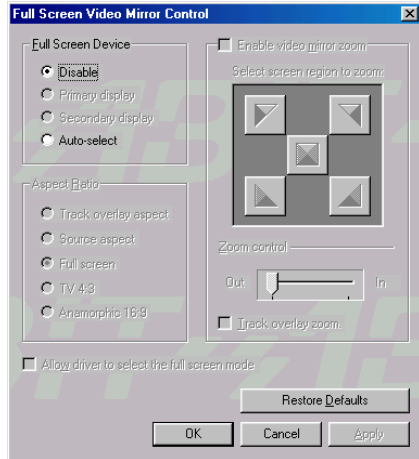 Full Screen Video Mirror Control
Full Screen Device
Disable
Primary display
Secondary display
Auto-select
Aspect Ratio
Track overlay aspect
Source aspect
Full screen
TV 4:3
Anamorphic 16:9
Enable video mirror zoom
Select screen region to zoom:
Zoom control
Out
In
Track overlay zoom.
Allow driver to select the full screen mode
Restore Defaults
OK
Cancel
Apply